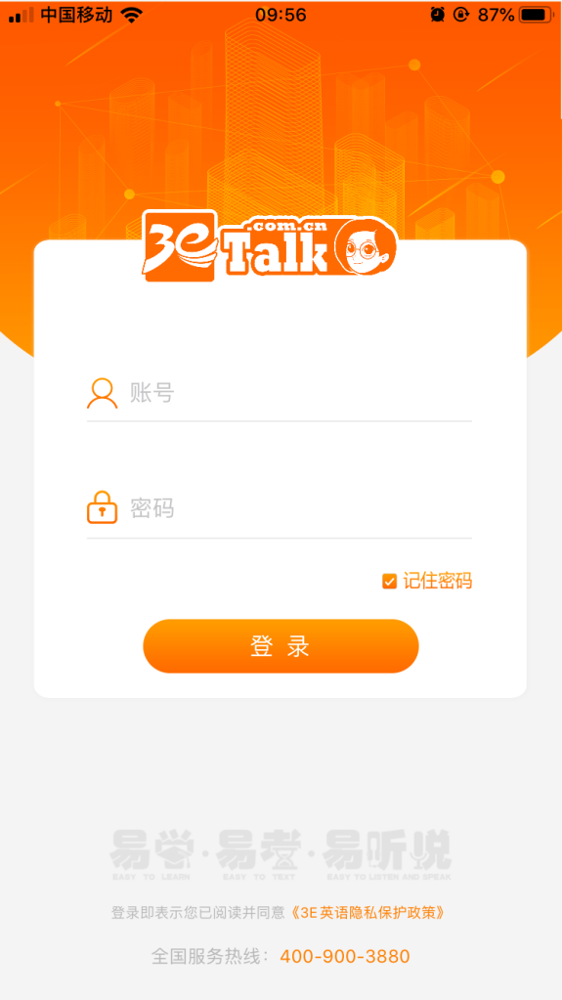 中国移动
09:56
87%
3e Talk
.com.cn
账号
密码
记住密码
登 录
易学·易考·易听说
EASY TO LEARN EASY TO TEXT EASY TO LISTEN AND SPEAK
登录即表示您已阅读并同意《3E英语隐私保护政策》
全国服务热线：400-900-3880